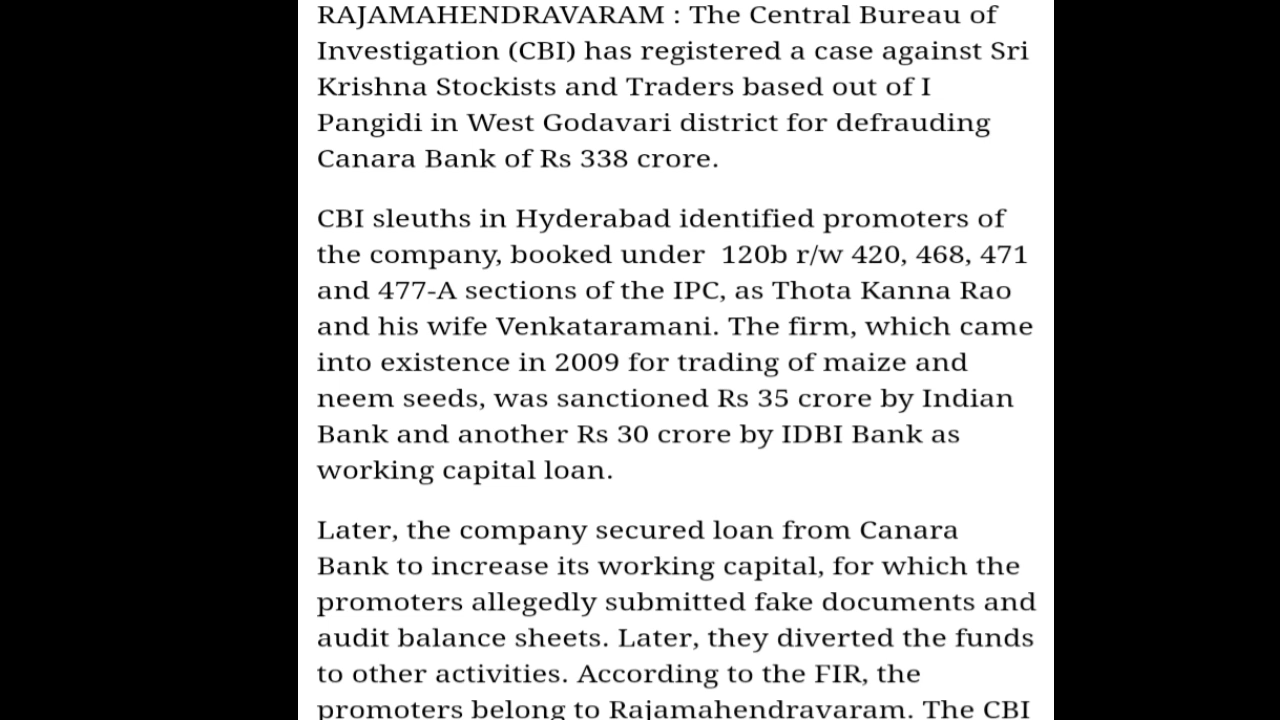 RAJAMAHENDRAVARAM : The Central Bureau of
Investigation (CBI) has registered a case against Sri
Krishna Stockists and Traders based out of I
Pangidi in West Godavari district for defrauding
Canara Bank of Rs 338 crore.
CBI sleuths in Hyderabad identified promoters of
the company, booked under  120b r/w 420, 468, 471
and 477-A sections of the IPC, as Thota Kanna Rao
and his wife Venkataramani. The firm, which came
into existence in 2009 for trading of maize and
neem seeds, was sanctioned Rs 35 crore by Indian
Bank and another Rs 30 crore by IDBI Bank as
working capital loan.
Later, the company secured loan from Canara
Bank to increase its working capital, for which the
promoters allegedly submitted fake documents and
audit balance sheets. Later, they diverted the funds
to other activities. According to the FIR, the
promoters belong to Rajamahendravaram. The CBI